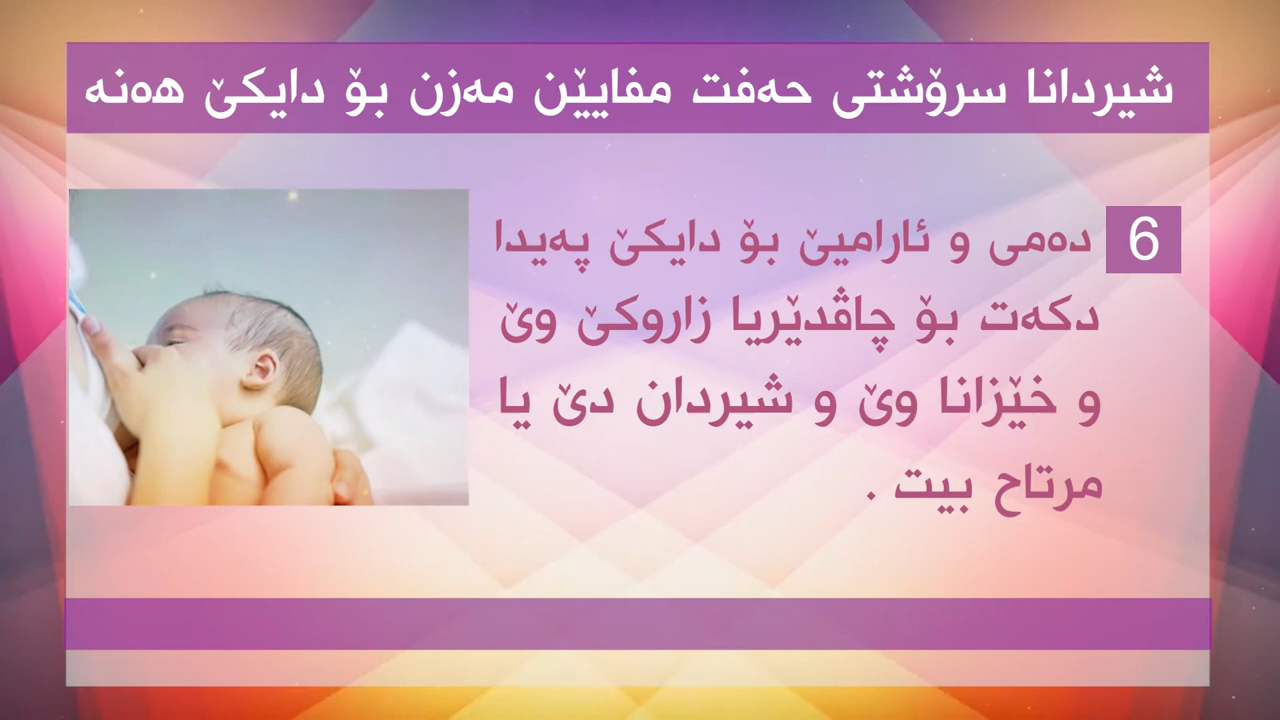 شیردانا سرۆشتی حەفت مفاییێن مەزن بۆ دایکێ هەنە
6
دەمی و ئارامیێ بۆ دایکێ پەیدا
دکەت بۆ چاڤدێریا زاروکێ وێ
و خێزانا وێ و شیردان دێ یا
مرتاح بیت .